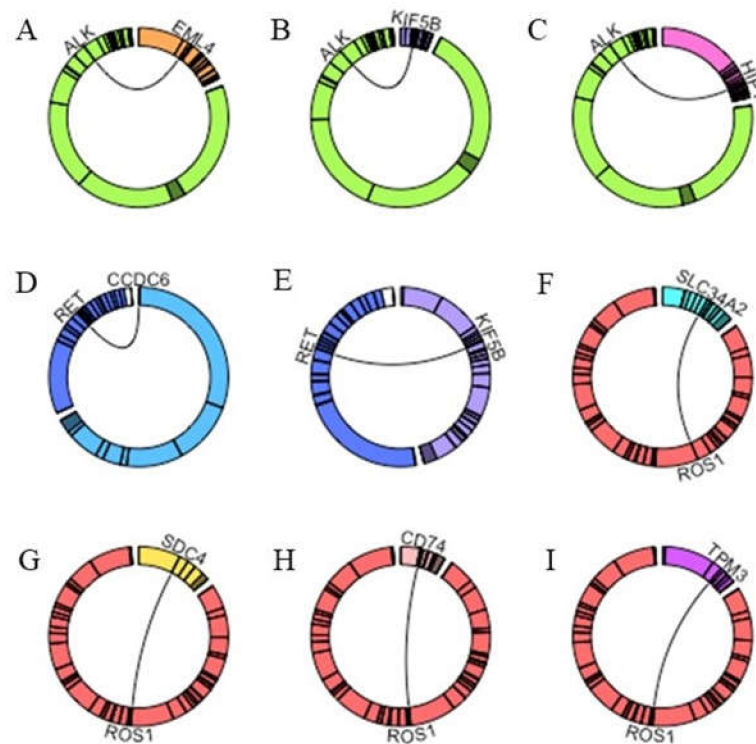 A
ALK
EML4
B
ALK
KIF5B
C
ALK
D
RET
CCDC6
E
RET
KIF5B
F
SLC34A2
ROS1
G
SDC4
ROS1
H
CD74
ROS1
I
TPM3
ROS1